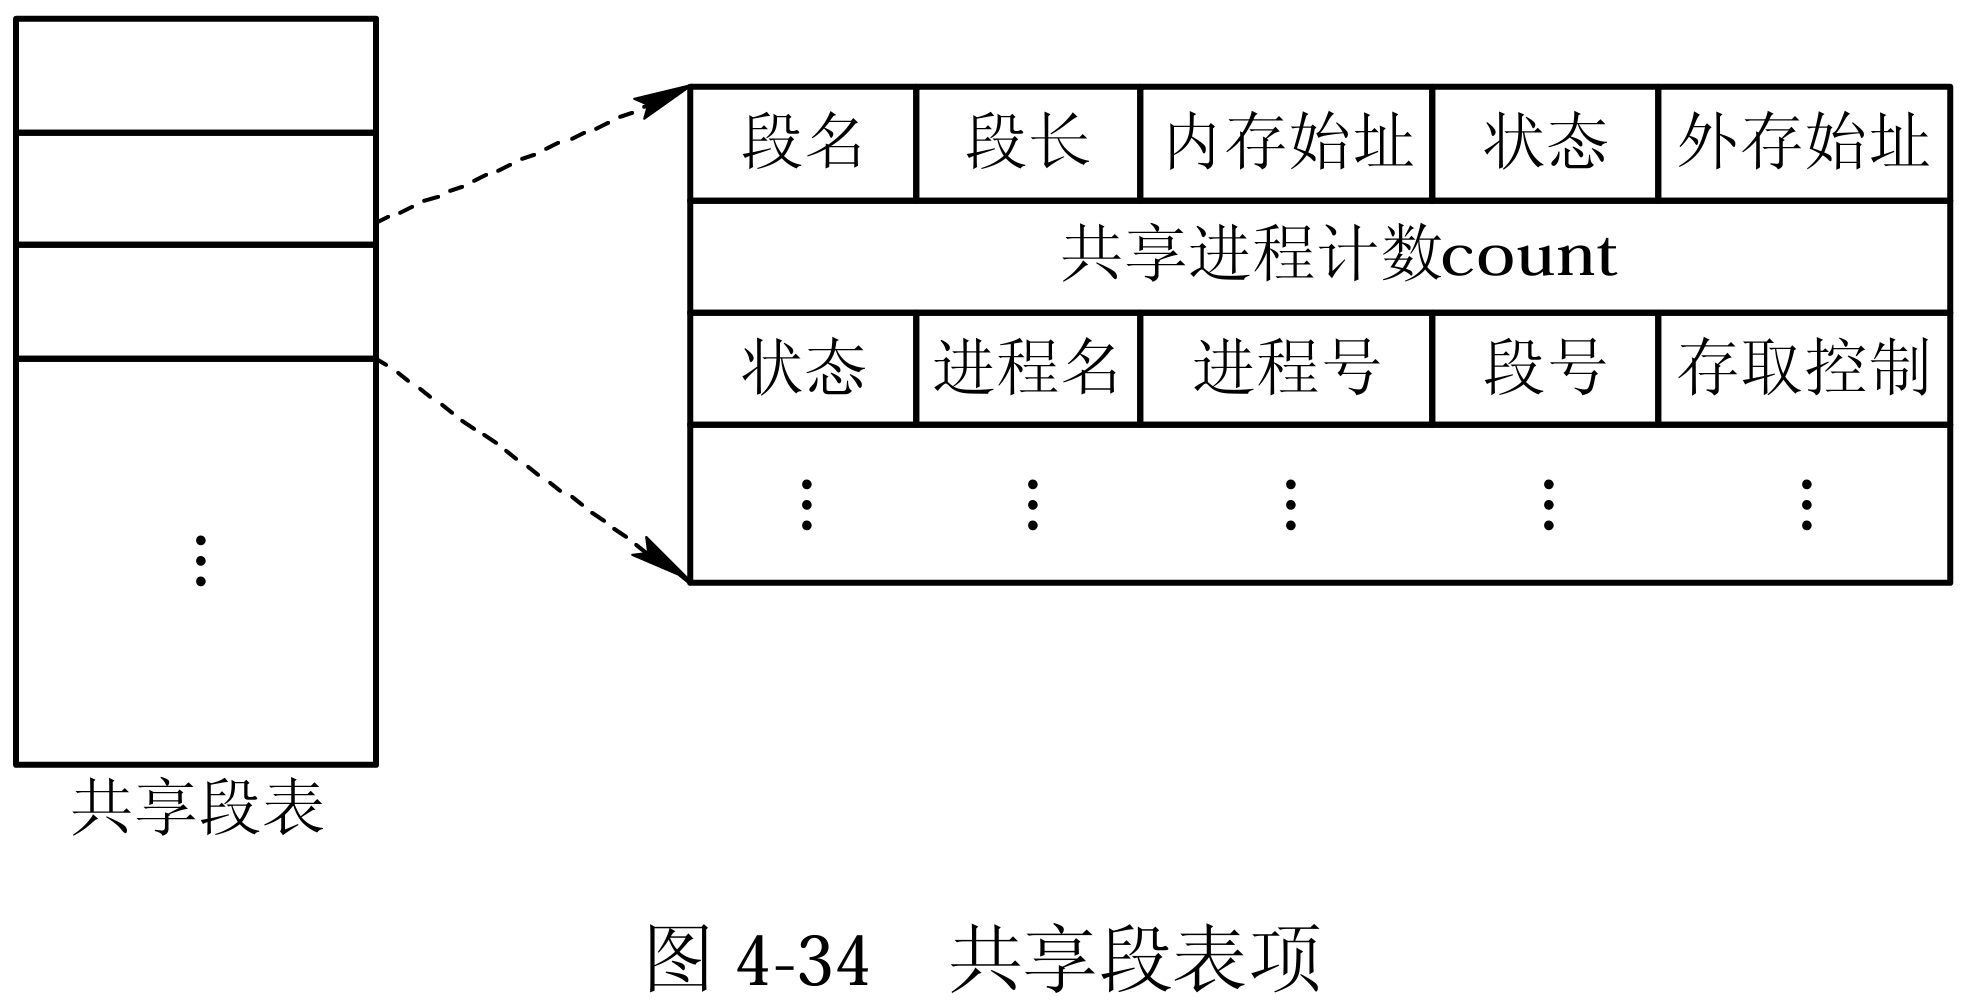 段名 段长 内存始址 状态 外存始址
共享进程计数count
状态 进程名 进程号 段号 存取控制
共享段表
图 4-34 共享段表项